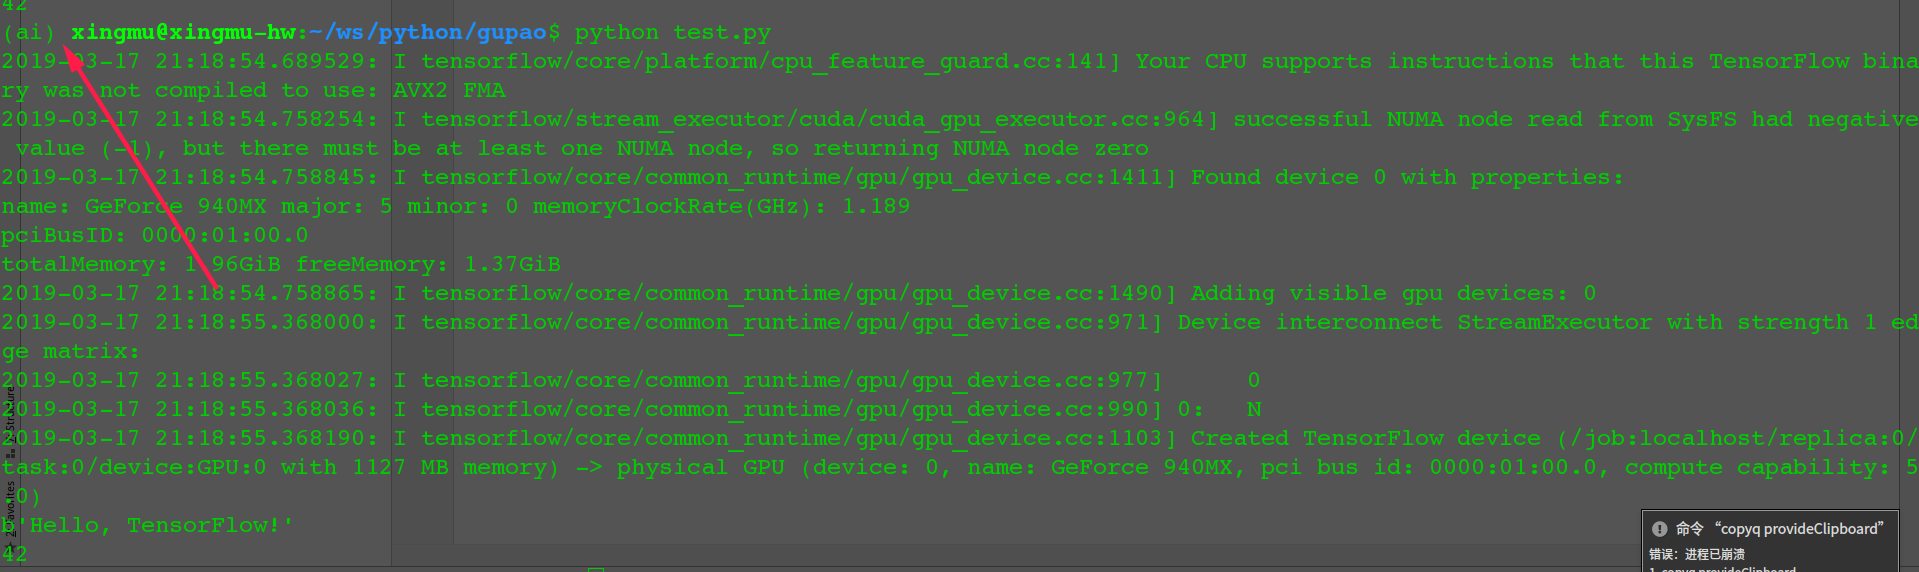 42
(ai) xingmu@xingmu-hw:~/ws/python/gupao$ python test.py
2019-03-17 21:18:54.689529: I tensorflow/core/platform/cpu_feature_guard.cc:141] Your CPU supports instructions that this TensorFlow bina
ry was not compiled to use: AVX2 FMA
2019-03-17 21:18:54.758254: I tensorflow/stream_executor/cuda/cuda_gpu_executor.cc:964] successful NUMA node read from SysFS had negative
 value (-1), but there must be at least one NUMA node, so returning NUMA node zero
2019-03-17 21:18:54.758845: I tensorflow/core/common_runtime/gpu/gpu_device.cc:1411] Found device 0 with properties:
name: GeForce 940MX major: 5 minor: 0 memoryClockRate(GHz): 1.189
pciBusID: 0000:01:00.0
totalMemory: 1.96GiB freeMemory: 1.37GiB
2019-03-17 21:18:54.758865: I tensorflow/core/common_runtime/gpu/gpu_device.cc:1490] Adding visible gpu devices: 0
2019-03-17 21:18:55.368000: I tensorflow/core/common_runtime/gpu/gpu_device.cc:971] Device interconnect StreamExecutor with strength 1 ed
ge matrix:
2019-03-17 21:18:55.368027: I tensorflow/core/common_runtime/gpu/gpu_device.cc:977]      0
2019-03-17 21:18:55.368036: I tensorflow/core/common_runtime/gpu/gpu_device.cc:990] 0:   N
2019-03-17 21:18:55.368190: I tensorflow/core/common_runtime/gpu/gpu_device.cc:1103] Created TensorFlow device (/job:localhost/replica:0/
task:0/device:GPU:0 with 1127 MB memory) -> physical GPU (device: 0, name: GeForce 940MX, pci bus id: 0000:01:00.0, compute capability: 5
.0)
b'Hello, TensorFlow!'
42
命令 “copyq provideClipboard”
错误：进程已崩溃
1 copyq provideClipboard